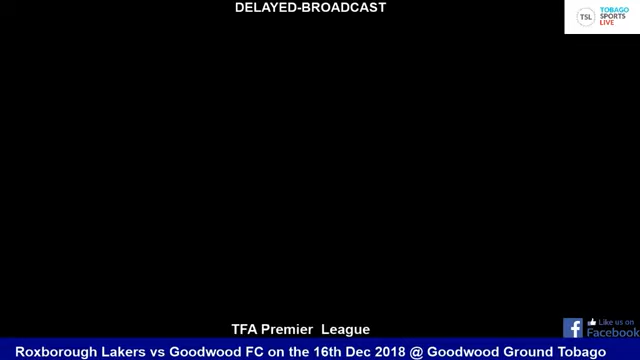 DELAYED-BROADCAST
TSL
TOBAGO
SPORTS
LIVE
TFA Premier League
Like us on
Facebook
Roxborough Lakers vs Goodwood FC on the 16th Dec 2018 @ Goodwood Ground Tobago